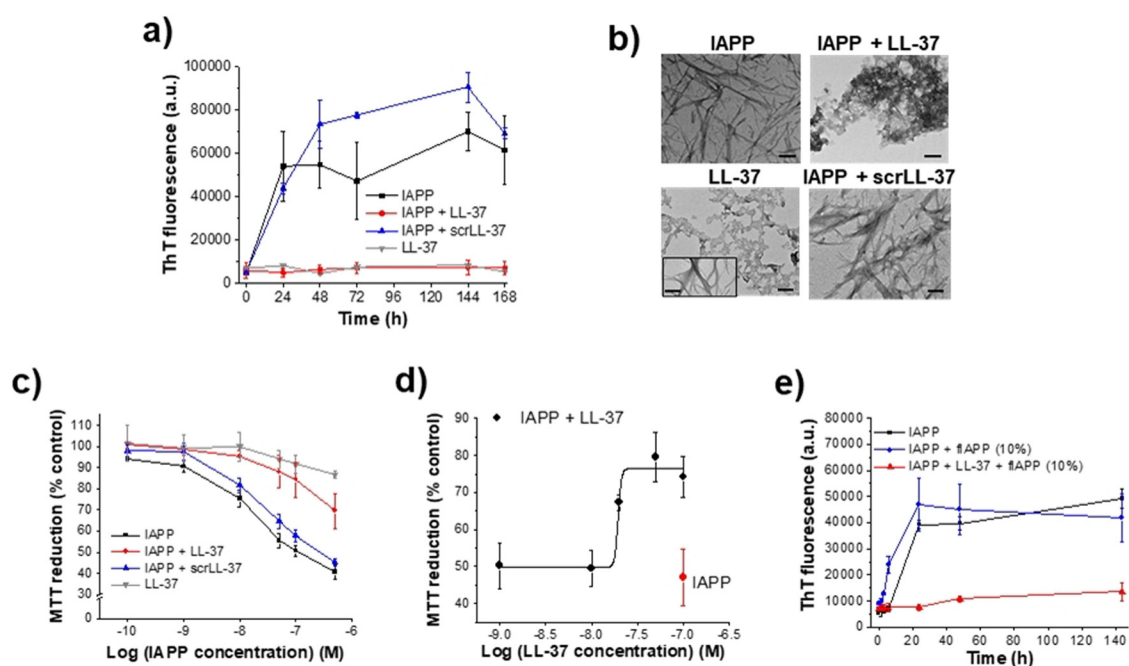 a)
ThT fluorescence (a.u.)
100000
80000
60000
40000
20000
0
IAPP
IAPP + LL-37
IAPP + scrLL-37
LL-37
0 24 48 72 96 120 144 168
Time (h)
b)
IAPP IAPP + LL-37
LL-37 IAPP + scrLL-37
c)
MTT reduction (% control)
110
100
90
80
70
60
50
40
30
0
IAPP
IAPP + LL-37
IAPP + scrLL-37
LL-37
-10 -9 -8 -7 -6
Log (IAPP concentration) (M)
d)
MTT reduction (% control)
90
80
70
60
50
40
IAPP + LL-37
IAPP
-9.0 -8.5 -8.0 -7.5 -7.0 -6.5
Log (LL-37 concentration) (M)
e)
IAPP
IAPP + fIAPP (10%)
IAPP + LL-37 + fIAPP (10%)
ThT fluorescence (a.u.)
80000
70000
60000
50000
40000
30000
20000
10000
0
0 20 40 60 80 100 120 140
Time (h)